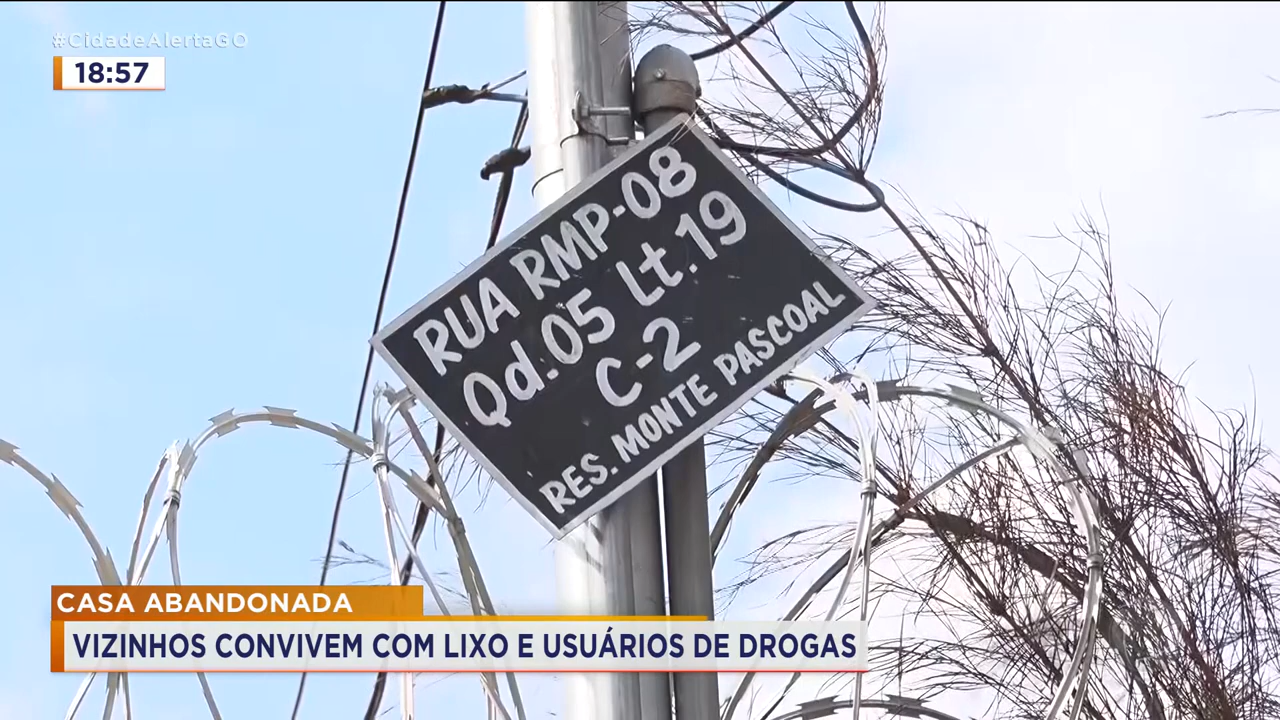 #CidadeAlertaGO
18:57
RUA RMP-08
Qd.05 Lt.19
C-2
RES. MONTE PASCOAL
CASA ABANDONADA
VIZINHOS CONVIVEM COM LIXO E USUÁRIOS DE DROGAS